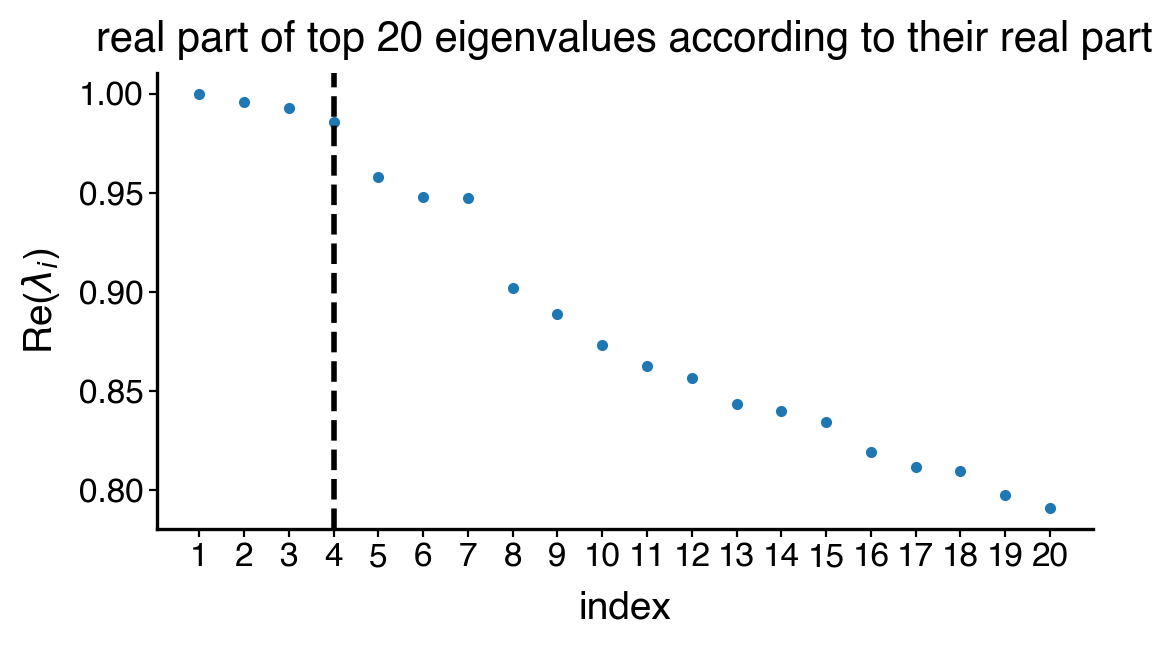 real part of top 20 eigenvalues according to their real part
1.00
0.95
0.90
0.85
0.80
Re(λᵢ)
1 2 3 4 5 6 7 8 9 10 11 12 13 14 15 16 17 18 19 20
index